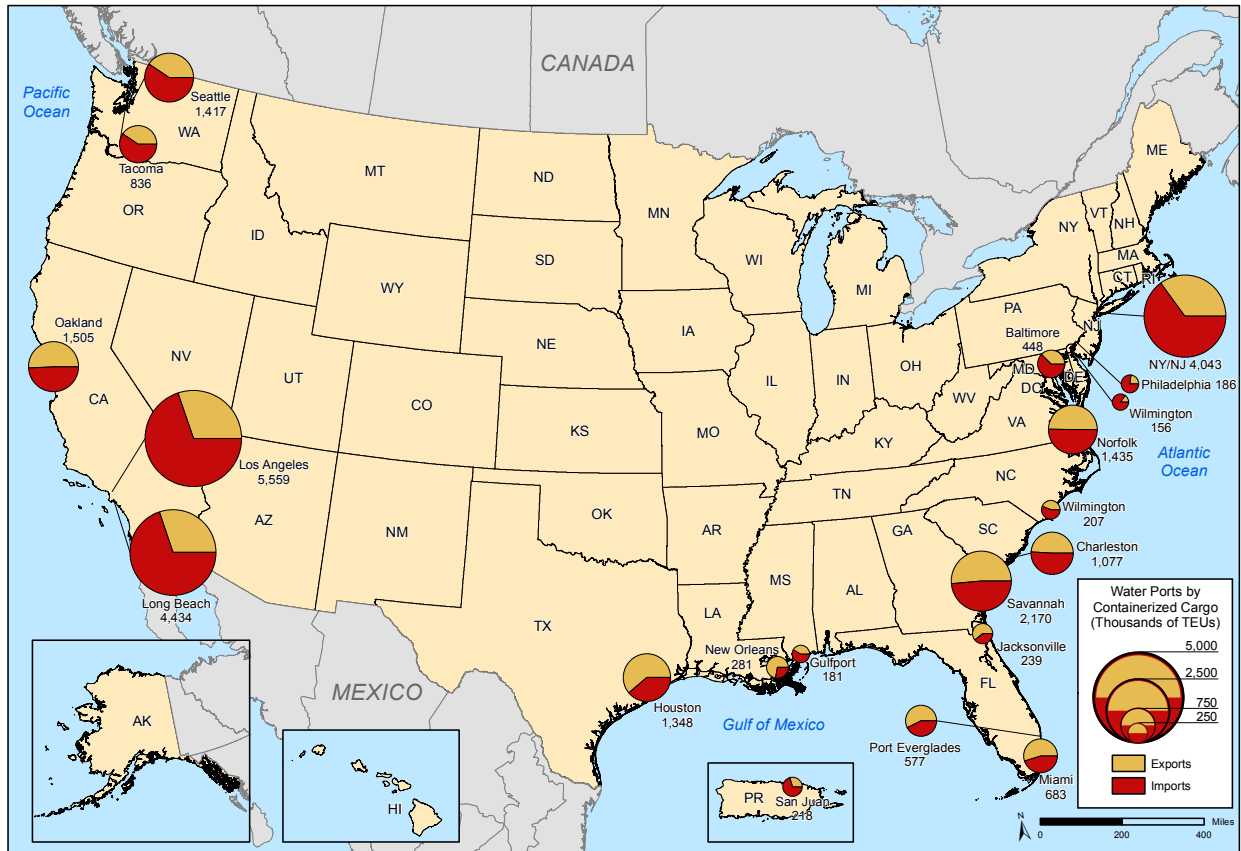 CANADA
Pacific
Ocean
Seattle
1,417
WA
Tacoma
836
OR
MT
ND
MN
ME
VT
NH
NY
ID
SD
WI
MI
MA
CT
RI
WY
PA
NJ
NY/NJ 4,043
Oakland
1,505
IA
NE
Baltimore
448
NV
UT
IL
IN
OH
MD
DE
DC
Philadelphia 186
Wilmington
156
CA
CO
WV
VA
KS
MO
KY
Norfolk
1,435
Atlantic
Ocean
Los Angeles
5,559
NC
TN
OK
AZ
NM
AR
SC
GA
Wilmington
207
Charleston
1,077
MS
AL
Long Beach
4,434
Savannah
2,170
LA
TX
Jacksonville
239
New Orleans
281
Gulfport
181
FL
MEXICO
Houston
1,348
Gulf of Mexico
Port Everglades
577
Miami
683
AK
HI
PR
San Juan
218
Water Ports by
Containerized Cargo
(Thousands of TEUs)
5,000
2,500
750
250
Exports
Imports
N
Miles
0
200
400